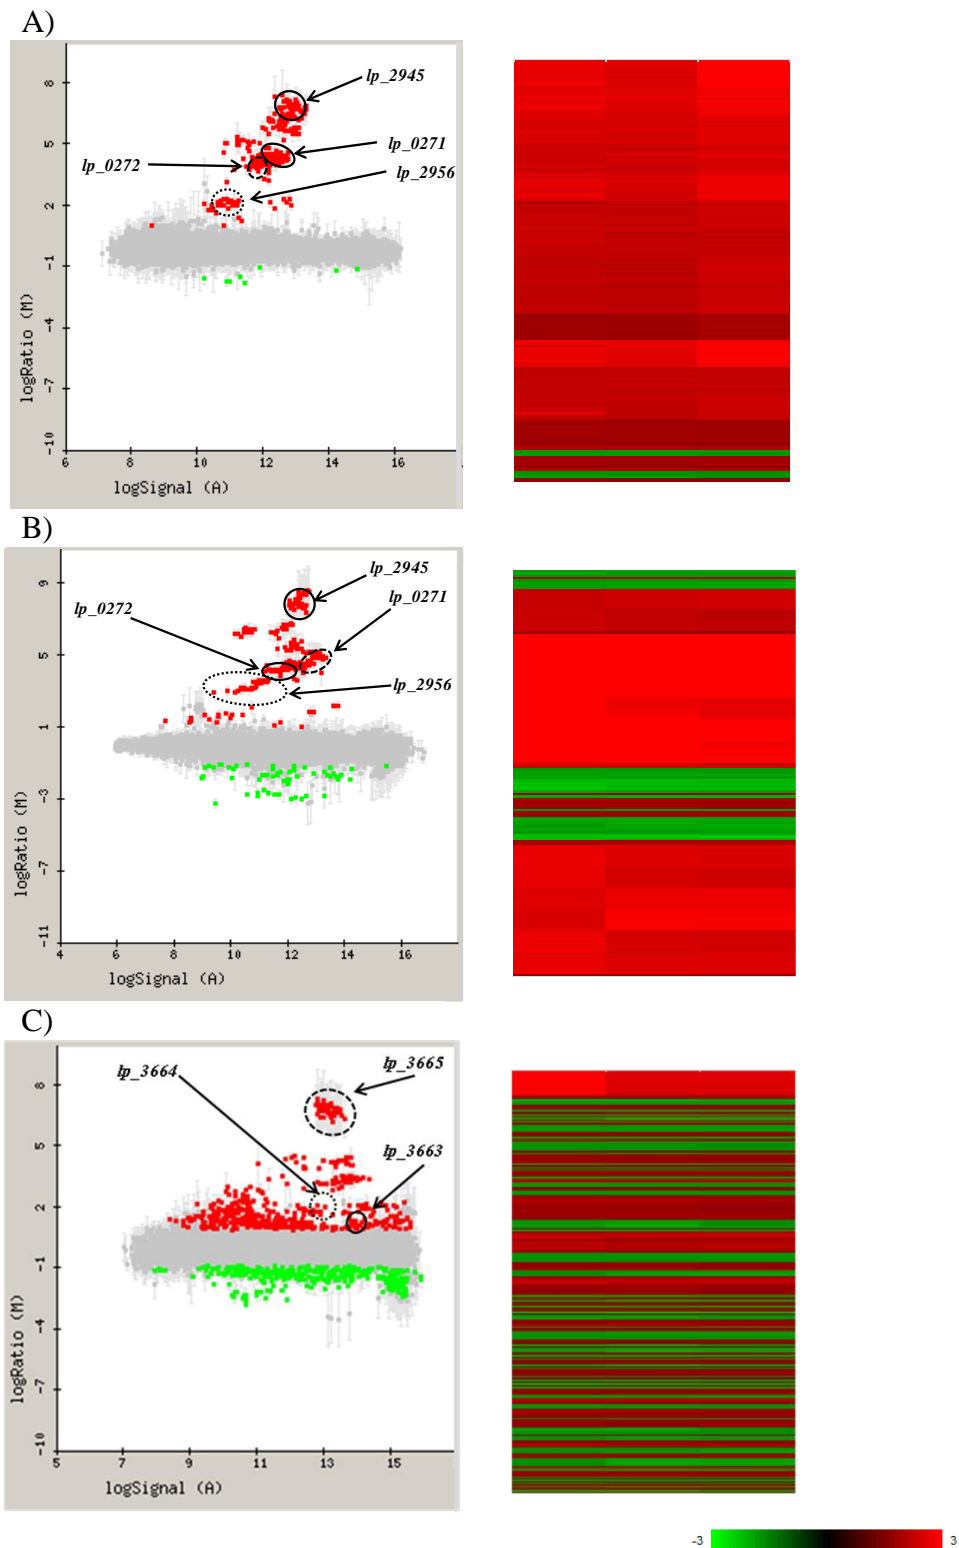 A)
lp_2945
lp_0271
lp_0272
lp_2956
8
5
2
-1
-4
-7
-10
logRatio (M)
6 8 10 12 14 16
logSignal (A)
B)
lp_2945
lp_0271
lp_0272
lp_2956
9
5
1
-3
-7
-11
logRatio (M)
4 6 8 10 12 14 16
logSignal (A)
C)
lp_3665
lp_3664
lp_3663
8
5
2
-1
-4
-7
-10
logRatio (M)
5 7 9 11 13 15
logSignal (A)
-3 3